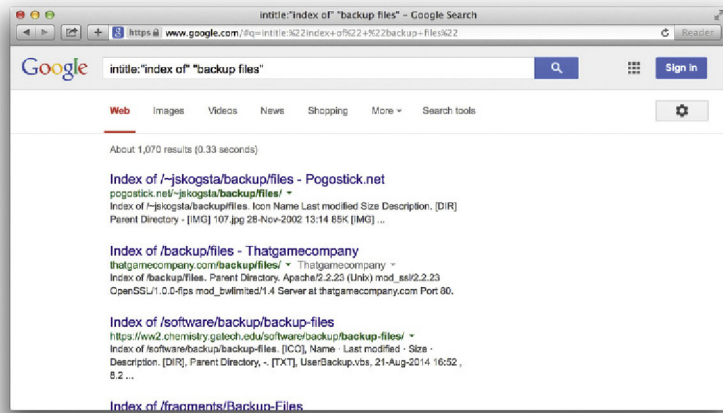 intitle:"index of" "backup files" - Google Search
https www.google.com/#q=intitle:%22index+of%22+%22backup+files%22
Reader
Google
intitle:"index of" "backup files"
Sign in
Web Images Videos News Shopping More Search tools
About 1,070 results (0.33 seconds)
Index of /~jskogsta/backup/files - Pogostick.net
pogostick.net/~jskogsta/backup/files/
Index of /~jskogsta/backup/files. Icon Name Last modified Size Description. [DIR]
Parent Directory - [IMG] 107.jpg 28-Nov-2002 13:14 85K [IMG] ...
Index of /backup/files - Thatgamecompany
thatgamecompany.com/backup/files/ Thatgamecompany
Index of /backup/files. Parent Directory. Apache/2.2.23 (Unix) mod_ssl/2.2.23
OpenSSL/1.0.0-fips mod_bwlimited/1.4 Server at thatgamecompany.com Port 80.
Index of /software/backup/backup-files
https://ww2.chemistry.gatech.edu/software/backup/backup-files/
Index of /software/backup/backup-files. [ICO], Name · Last modified · Size ·
Description. [DIR], Parent Directory, -. [TXT], UserBackup.vbs, 21-Aug-2014 16:52 ,
8.2 ...
Index of /fragments/Backup-Files